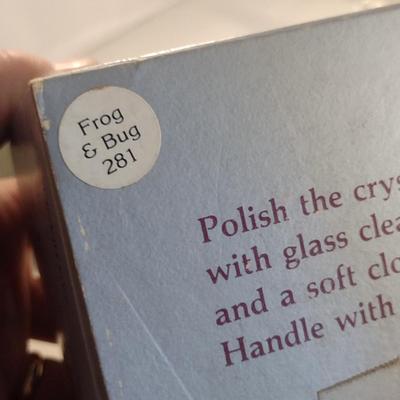 Frog
& Bug
281
Polish the crys
with glass clea
and a soft clo
Handle with